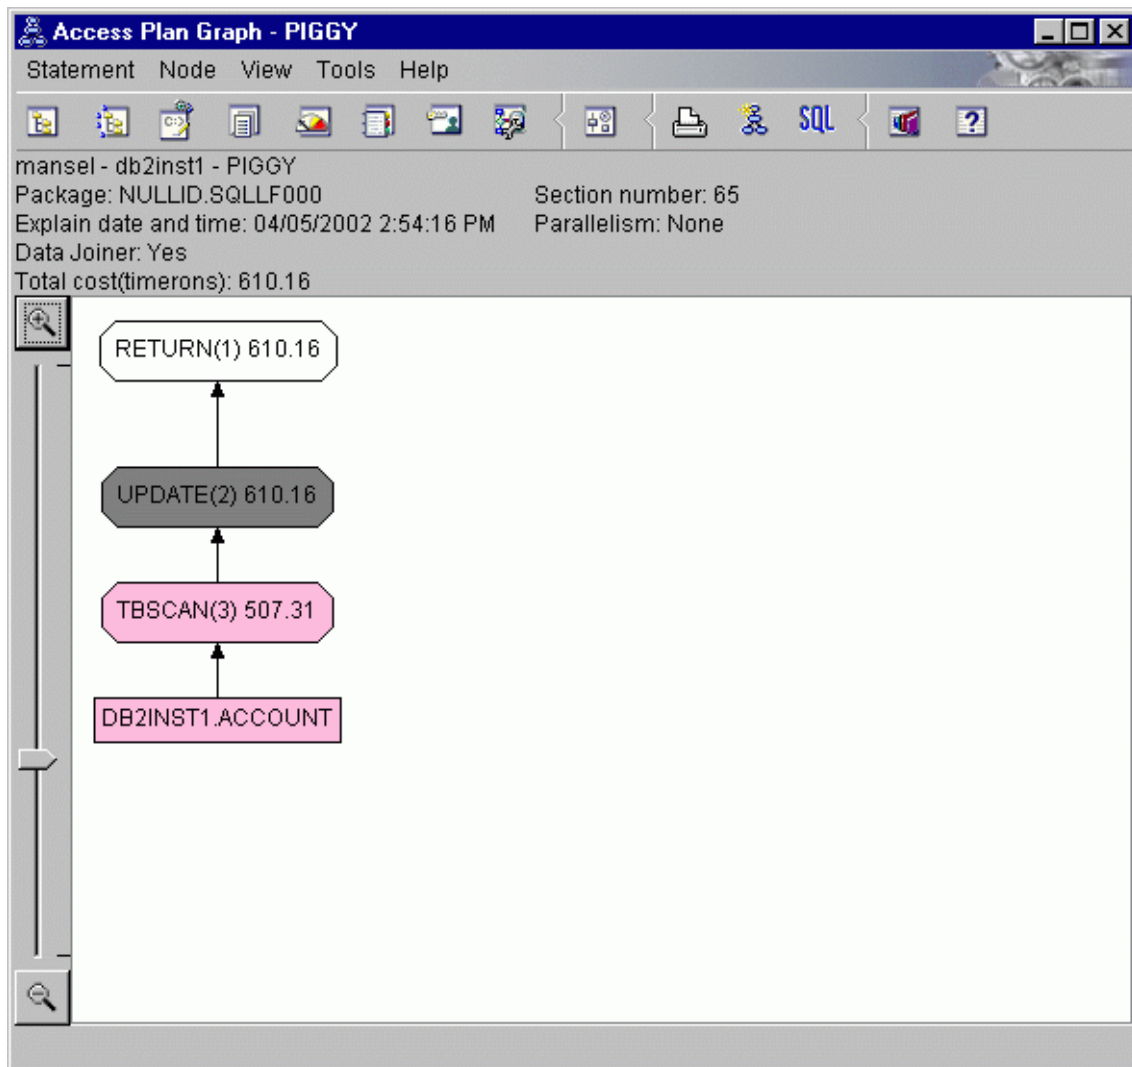 Access Plan Graph - PIGGY
Statement Node View Tools Help
SQL ?
mansel - db2inst1 - PIGGY
Package: NULLID.SQLLF000 Section number: 65
Explain date and time: 04/05/2002 2:54:16 PM Parallelism: None
Data Joiner: Yes
Total cost(timerons): 610.16
RETURN(1) 610.16
UPDATE(2) 610.16
TBSCAN(3) 507.31
DB2INST1.ACCOUNT